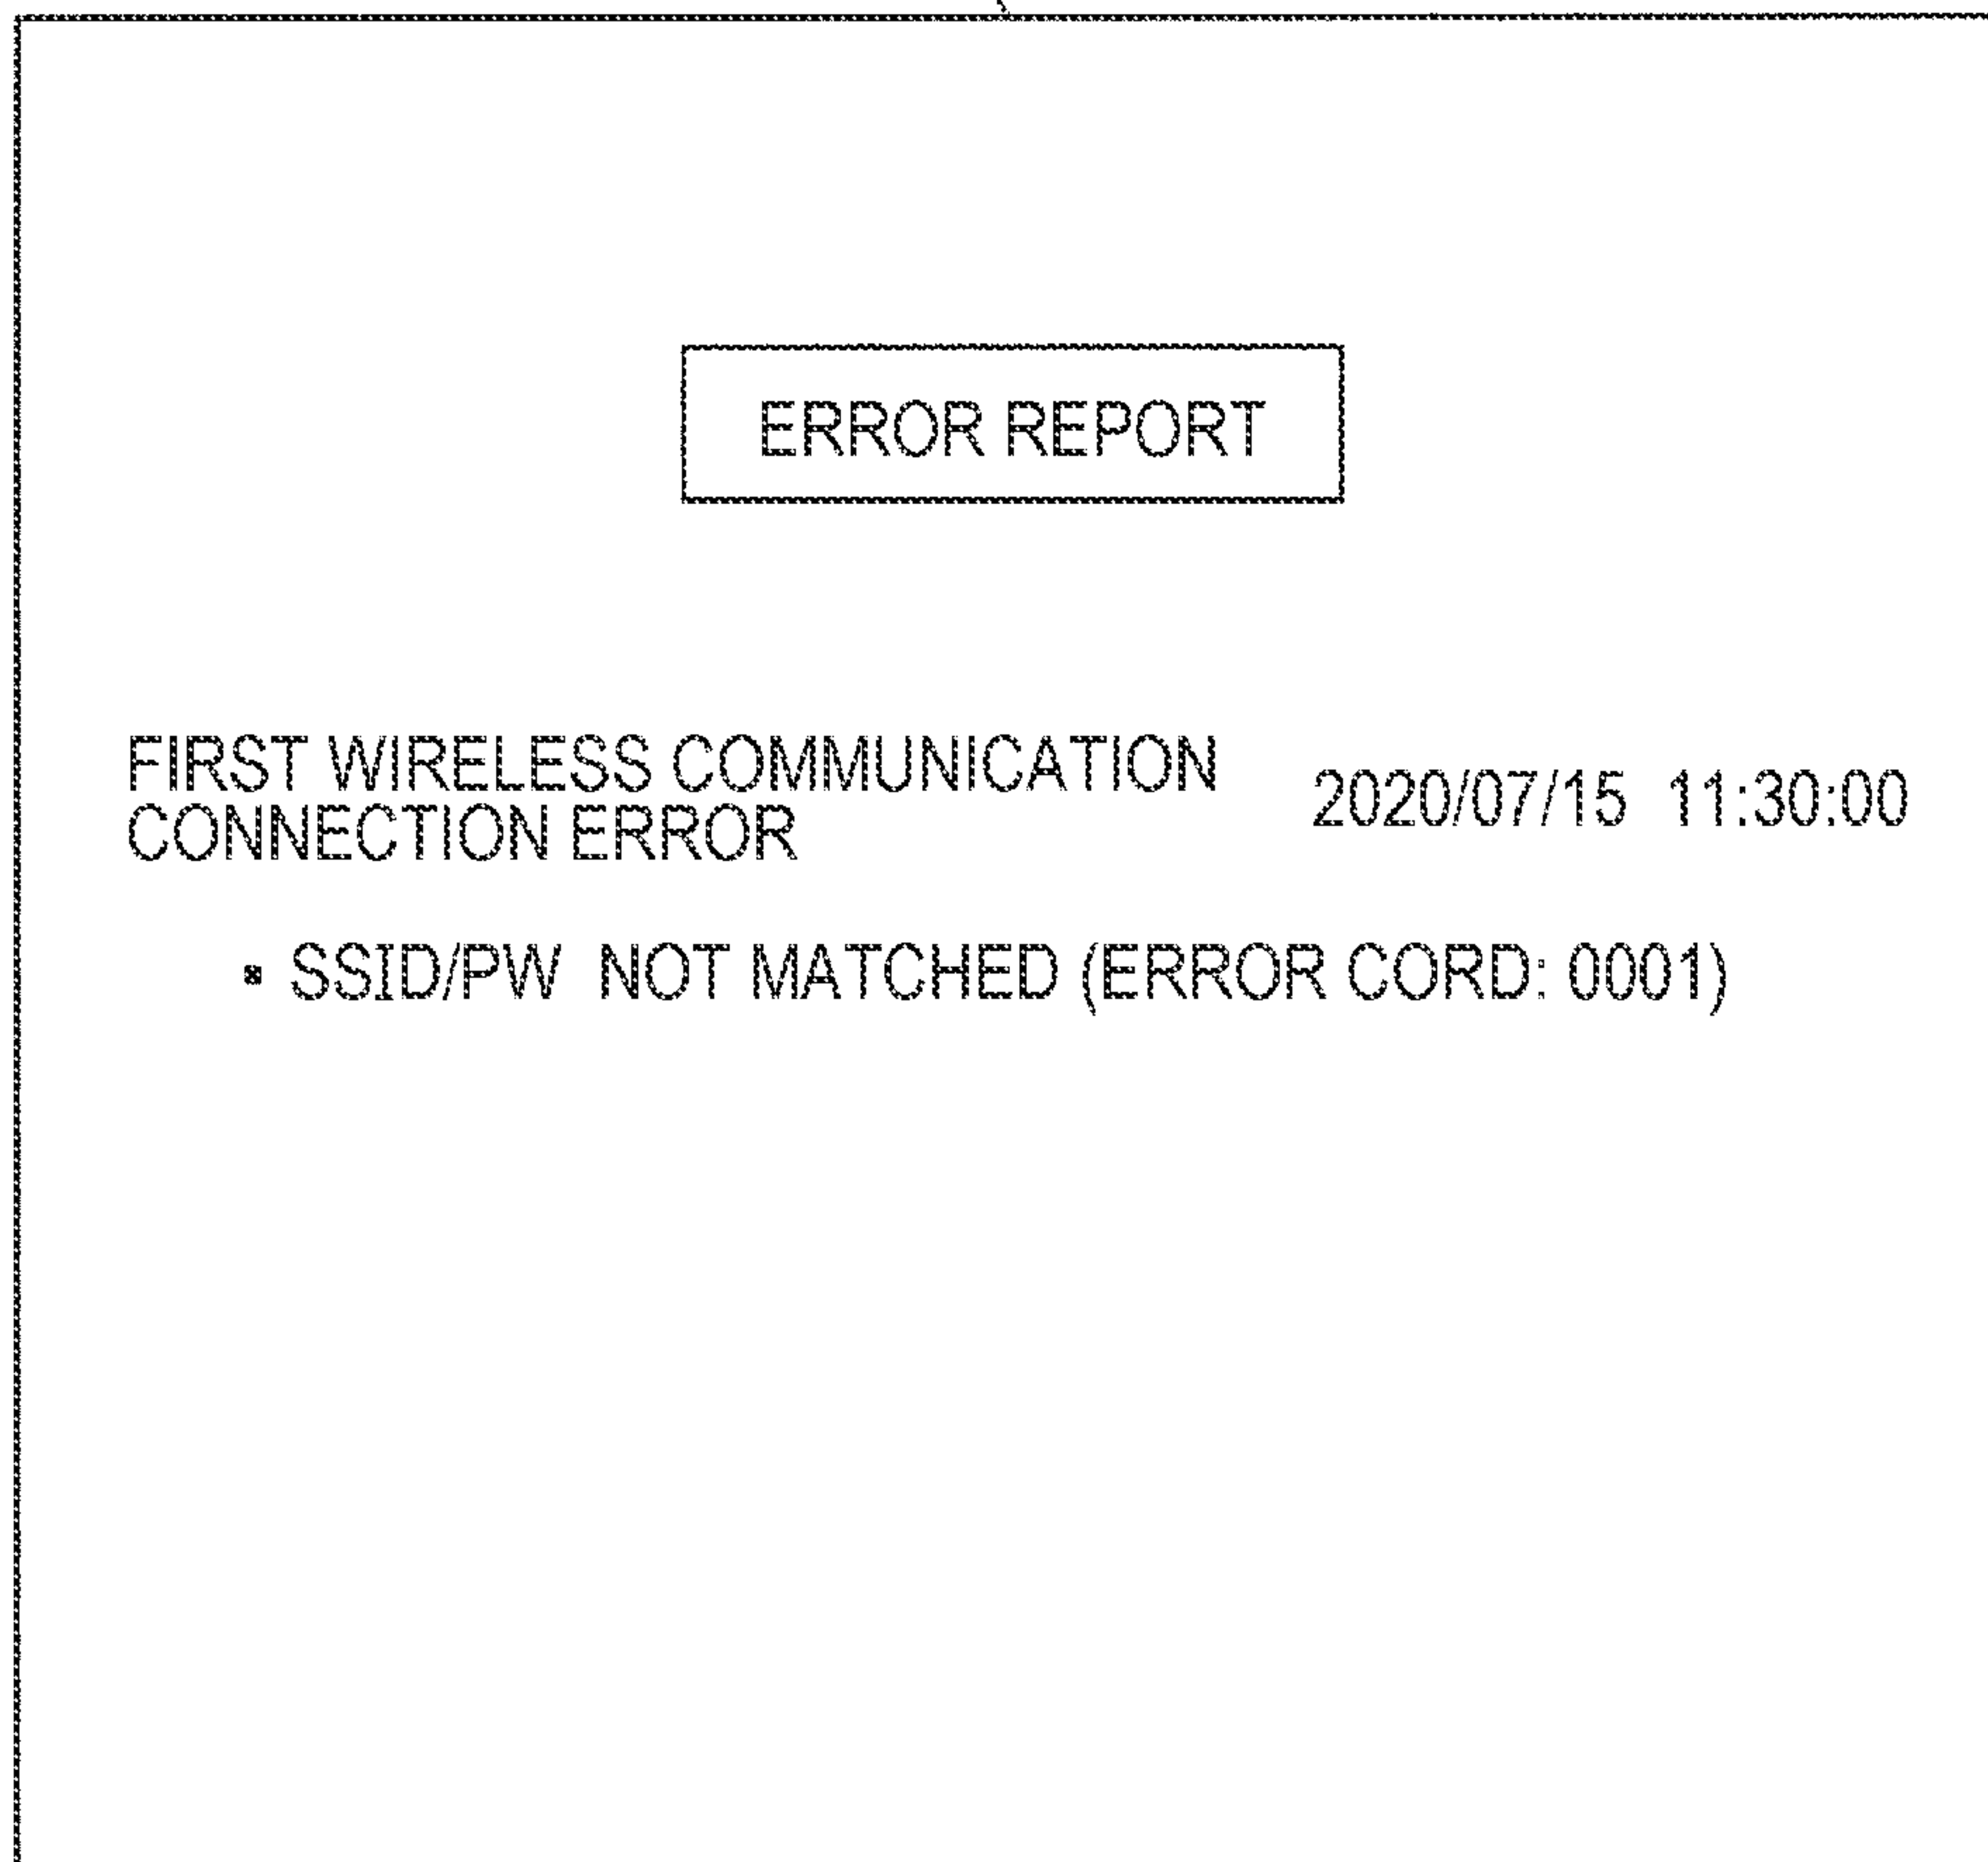 ERROR REPORT
FIRST WIRELESS COMMUNICATION
CONNECTION ERROR
2020/07/15 11:30:00
▪ SSID/PW NOT MATCHED (ERROR CORD: 0001)